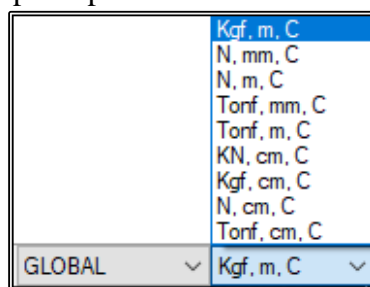 Kgf, m, C
N, mm, C
N, m, C
Tonf, mm, C
Tonf, m, C
KN, cm, C
Kgf, cm, C
N, cm, C
Tonf, cm, C
GLOBAL Kgf, m, C